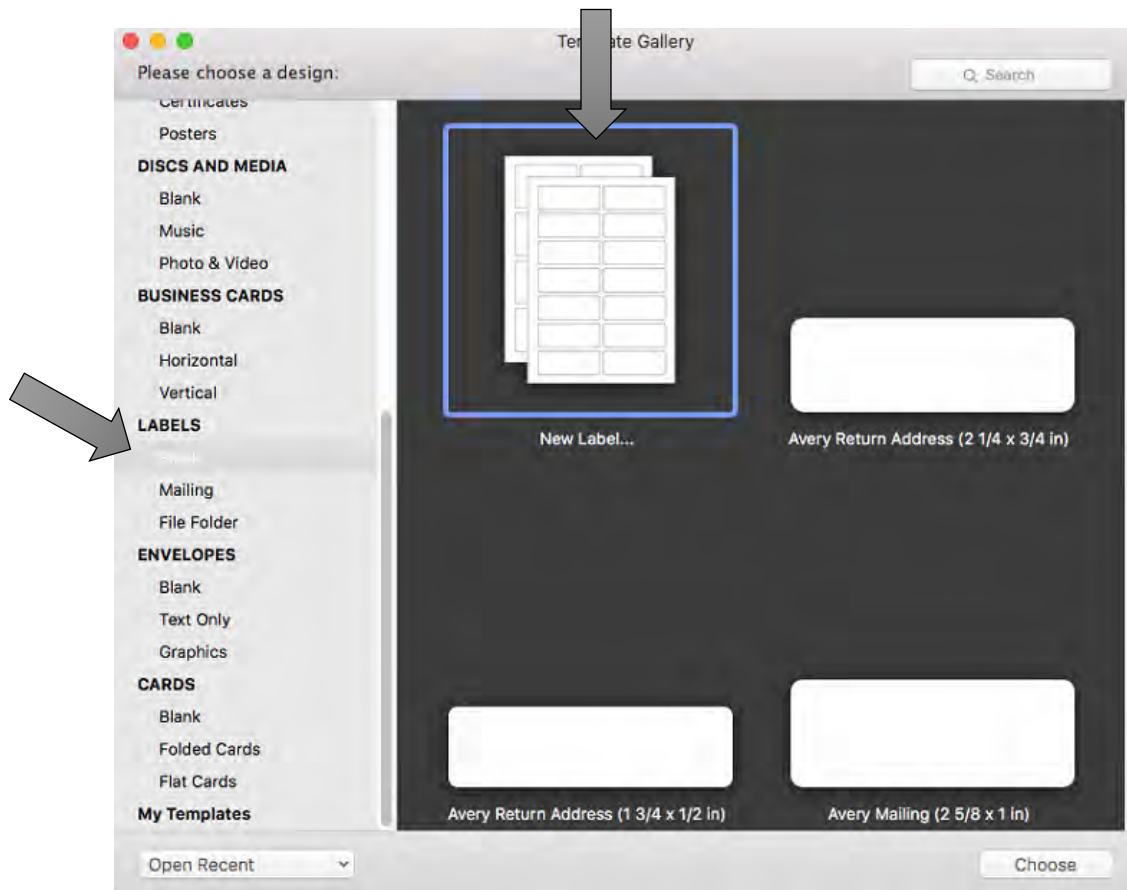 Template Gallery
Please choose a design:
Search
Certificates
Posters
DISCS AND MEDIA
Blank
Music
Photo & Video
BUSINESS CARDS
Blank
Horizontal
Vertical
LABELS
Mailing
File Folder
ENVELOPES
Blank
Text Only
Graphics
CARDS
Blank
Folded Cards
Flat Cards
My Templates
New Label...
Avery Return Address (2 1/4 x 3/4 in)
Avery Return Address (1 3/4 x 1/2 in)
Avery Mailing (2 5/8 x 1 in)
Open Recent
Choose